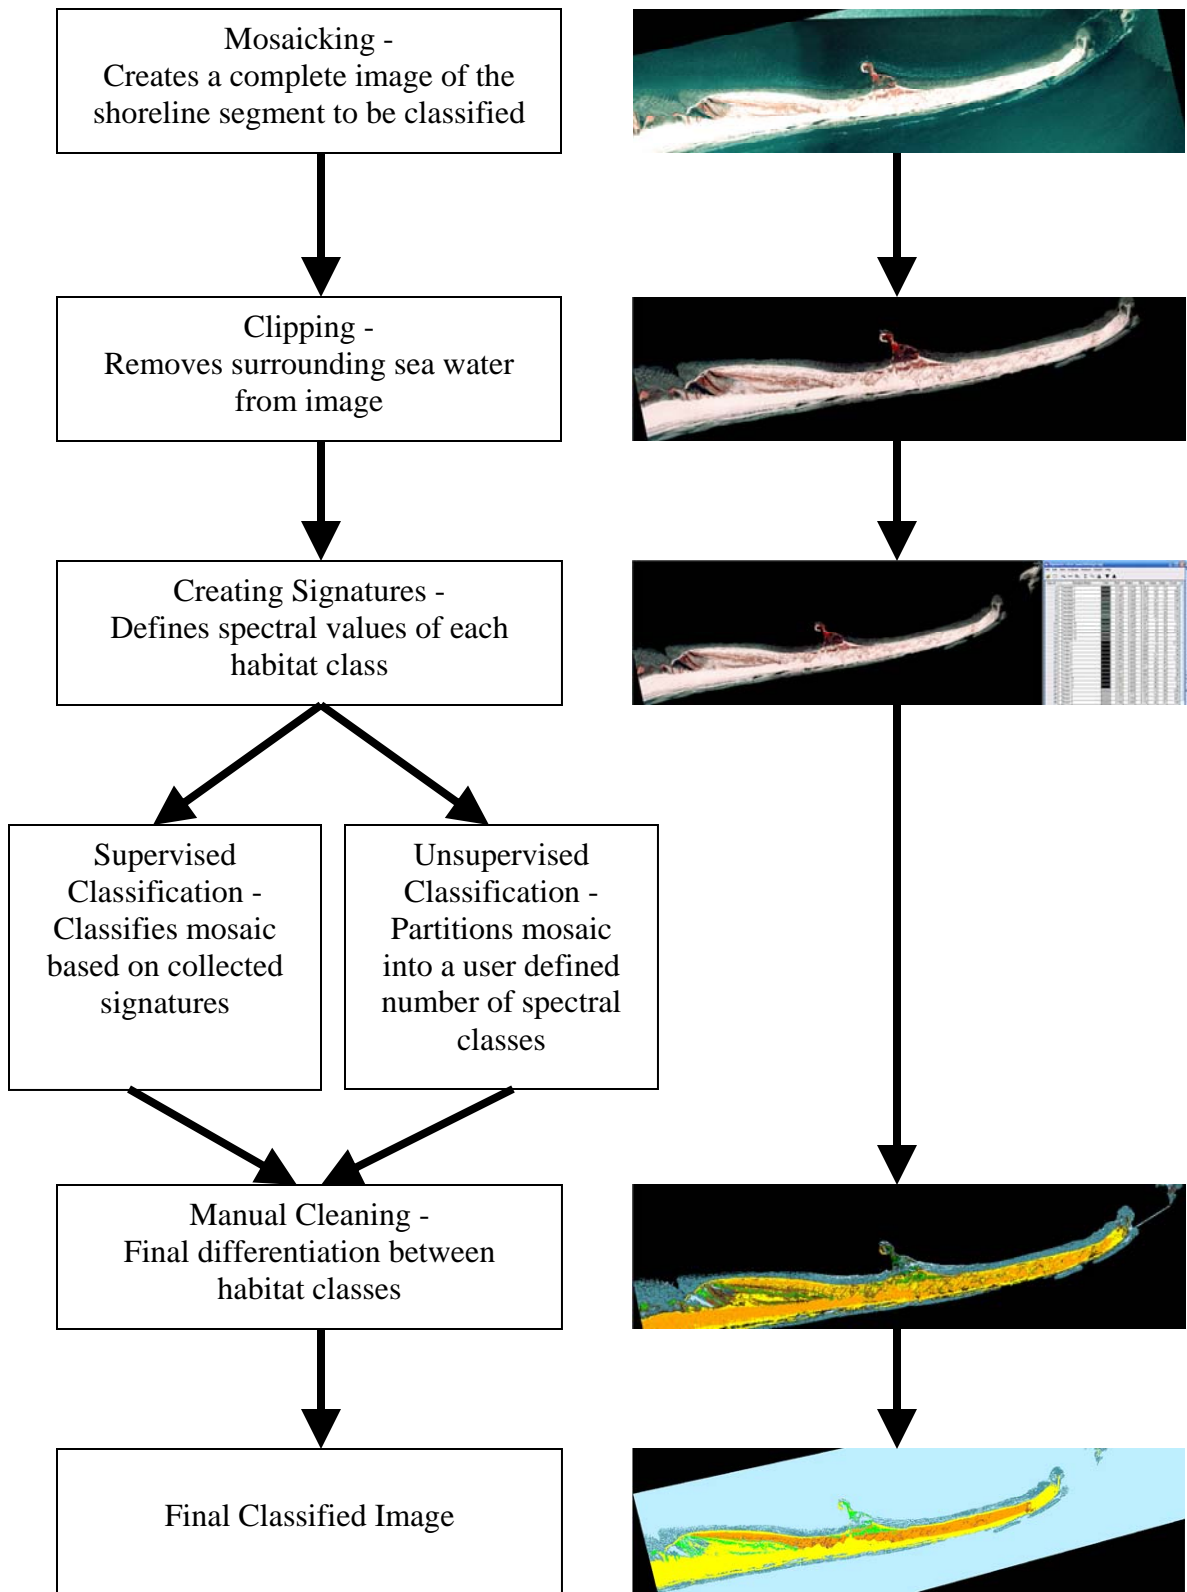 Mosaicking -
Creates a complete image of the
shoreline segment to be classified
Clipping -
Removes surrounding sea water
from image
Creating Signatures -
Defines spectral values of each
habitat class
Supervised
Classification -
Classifies mosaic
based on collected
signatures
Unsupervised
Classification -
Partitions mosaic
into a user defined
number of spectral
classes
Manual Cleaning -
Final differentiation between
habitat classes
Final Classified Image